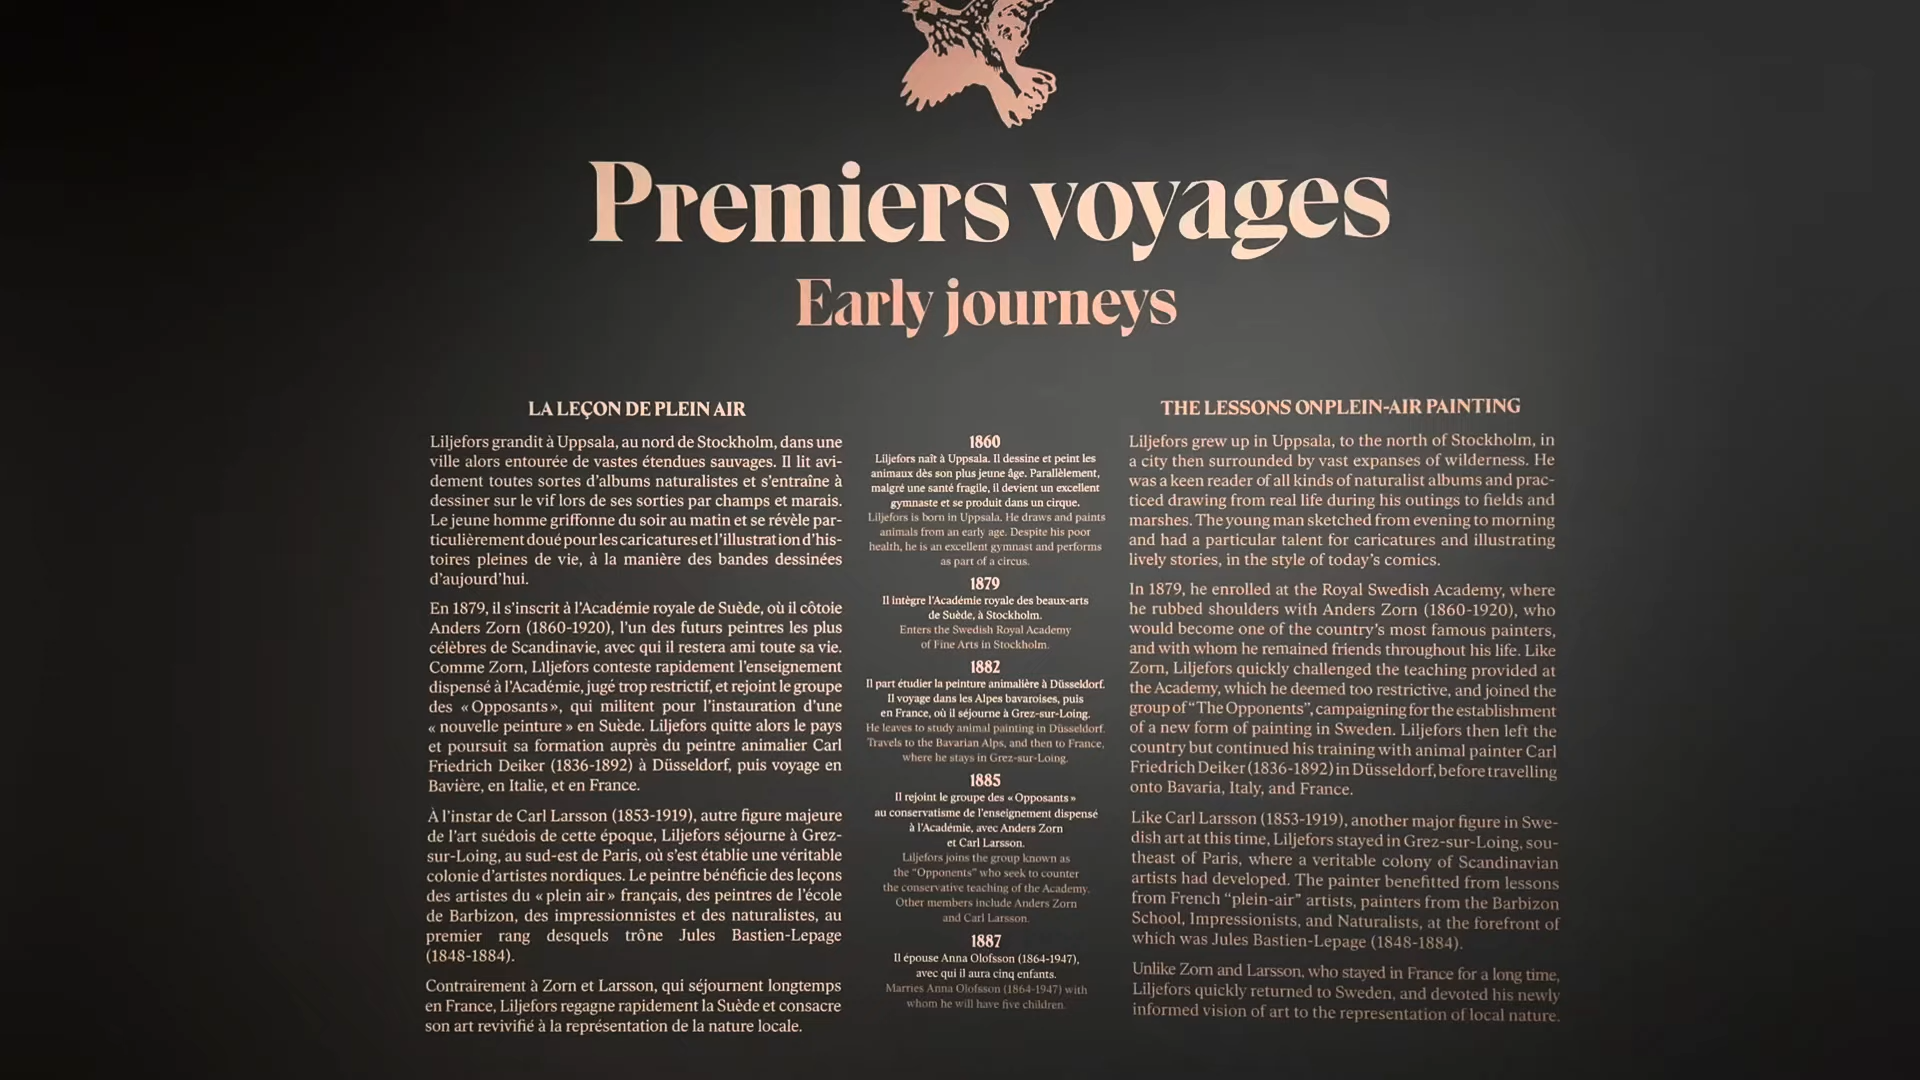 Premiers voyages
Early journeys
LA LEÇON DE PLEIN AIR
Liljefors grandit à Uppsala, au nord de Stockholm, dans une
ville alors entourée de vastes étendues sauvages. Il lit avi-
dement toutes sortes d'albums naturalistes et s'entraîne à
dessiner sur le vif lors de ses sorties par champs et marais.
Le jeune homme griffonne du soir au matin et se révèle par-
ticulièrement doué pour les caricatures et l'illustration d'his-
toires pleines de vie, à la manière des bandes dessinées
d'aujourd'hui.
En 1879, il s'inscrit à l'Académie royale de Suède, où il côtoie
Anders Zorn (1860-1920), l'un des futurs peintres les plus
célèbres de Scandinavie, avec qui il restera ami toute sa vie.
Comme Zorn, Liljefors conteste rapidement l'enseignement
dispensé à l'Académie, jugé trop restrictif, et rejoint le groupe
des « Opposants », qui militent pour l'instauration d'une
« nouvelle peinture » en Suède. Liljefors quitte alors le pays
et poursuit sa formation auprès du peintre animalier Carl
Friedrich Deiker (1836-1892) à Düsseldorf, puis voyage en
Bavière, en Italie, et en France.
À l'instar de Carl Larsson (1853-1919), autre figure majeure
de l'art suédois de cette époque, Liljefors séjourne à Grez-
sur-Loing, au sud-est de Paris, où s'est établie une véritable
colonie d'artistes nordiques. Le peintre bénéficie des leçons
des artistes du « plein air » français, des peintres de l'école
de Barbizon, des impressionnistes et des naturalistes, au
premier rang desquels trône Jules Bastien-Lepage
(1848-1884).
Contrairement à Zorn et Larsson, qui séjournent longtemps
en France, Liljefors regagne rapidement la Suède et consacre
son art revivifié à la représentation de la nature locale.
1860
Liljefors naît à Uppsala. Il dessine et peint les
animaux dès son plus jeune âge. Parallèlement,
malgré une santé fragile, il devient un excellent
gymnaste et se produit dans un cirque.
Liljefors is born in Uppsala. He draws and paints
animals from an early age. Despite his poor
health, he is an excellent gymnast and performs
as part of a circus.
1879
Il intègre l'Académie royale des beaux-arts
de Suède, à Stockholm.
Enters the Swedish Royal Academy
of Fine Arts in Stockholm.
1882
Il part étudier la peinture animalière à Düsseldorf.
Il voyage dans les Alpes bavaroises, puis
en France, où il séjourne à Grez-sur-Loing.
He leaves to study animal painting in Düsseldorf.
Travels to the Bavarian Alps, and then to France,
where he stays in Grez-sur-Loing.
1885
Il rejoint le groupe des « Opposants »
au conservatisme de l'enseignement dispensé
à l'Académie, avec Anders Zorn
et Carl Larsson.
Liljefors joins the group known as
the "Opponents" who seek to counter
the conservative teaching of the Academy.
Other members include Anders Zorn
and Carl Larsson.
1887
Il épouse Anna Olofsson (1864-1947),
avec qui il aura cinq enfants.
Marries Anna Olofsson (1864-1947) with
whom he will have five children.
THE LESSONS ONPLEIN-AIR PAINTING
Liljefors grew up in Uppsala, to the north of Stockholm, in
a city then surrounded by vast expanses of wilderness. He
was a keen reader of all kinds of naturalist albums and prac-
ticed drawing from real life during his outings to fields and
marshes. The young man sketched from evening to morning
and had a particular talent for caricatures and illustrating
lively stories, in the style of today's comics.
In 1879, he enrolled at the Royal Swedish Academy, where
he rubbed shoulders with Anders Zorn (1860-1920), who
would become one of the country's most famous painters,
and with whom he remained friends throughout his life. Like
Zorn, Liljefors quickly challenged the teaching provided at
the Academy, which he deemed too restrictive, and joined the
group of "The Opponents", campaigning for the establishment
of a new form of painting in Sweden. Liljefors then left the
country but continued his training with animal painter Carl
Friedrich Deiker (1836-1892) in Düsseldorf, before travelling
onto Bavaria, Italy, and France.
Like Carl Larsson (1853-1919), another major figure in Swe-
dish art at this time, Liljefors stayed in Grez-sur-Loing, sou-
theast of Paris, where a veritable colony of Scandinavian
artists had developed. The painter benefitted from lessons
from French "plein-air" artists, painters from the Barbizon
School, Impressionists, and Naturalists, at the forefront of
which was Jules Bastien-Lepage (1848-1884).
Unlike Zorn and Larsson, who stayed in France for a long time,
Liljefors quickly returned to Sweden, and devoted his newly
informed vision of art to the representation of local nature.